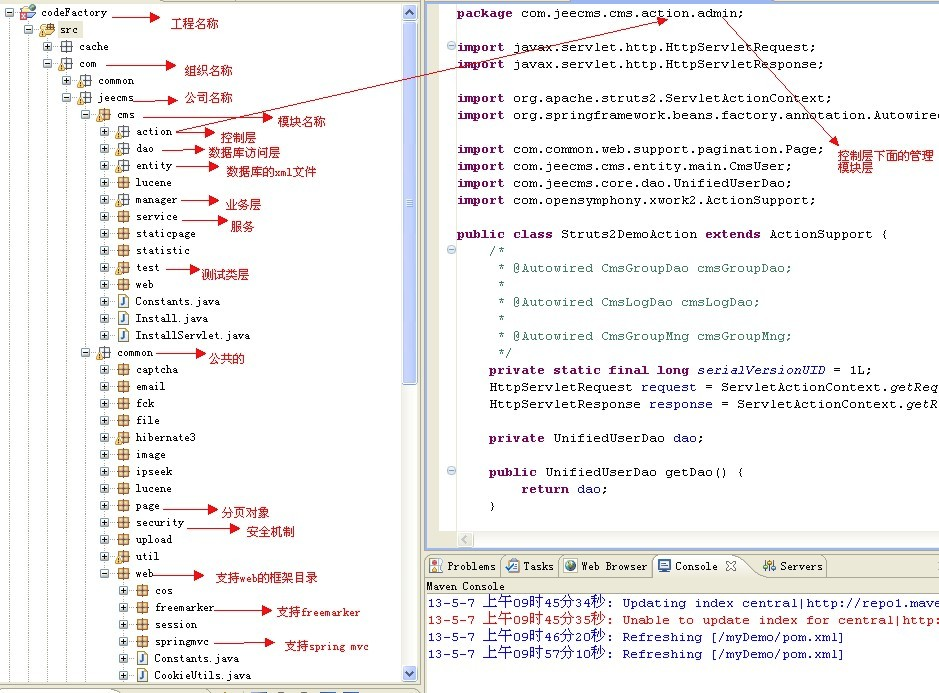 codeFactory
工程名称
src
cache
com
组织名称
common
jeecms
公司名称
cms
模块名称
action
控制层
dao
数据库访问层
entity
数据库的xml文件
lucene
manager
业务层
service
服务
staticpage
statistic
test
测试类层
web
Constants.java
Install.java
InstallServlet.java
common
公共的
captcha
email
fck
file
hibernate3
image
ipseek
lucene
page
分页对象
security
安全机制
upload
util
web
支持web的框架目录
cos
freemarker
支持freemarker
session
springmvc
支持spring mvc
Constants.java
CookieUtils.java
package com.jeecms.cms.action.admin;
import javax.servlet.http.HttpServletRequest;
import javax.servlet.http.HttpServletResponse;
import org.apache.struts2.ServletActionContext;
import org.springframework.beans.factory.annotation.Autowired
import com.common.web.support.pagination.Page;
import com.jeecms.cms.entity.main.CmsUser;
import com.jeecms.core.dao.UnifiedUserDao;
import com.opensymphony.xwork2.ActionSupport;
控制层下面的管理
模块层
public class Struts2DemoAction extends ActionSupport {
/*
* @Autowired CmsGroupDao cmsGroupDao;
*
* @Autowired CmsLogDao cmsLogDao;
*
* @Autowired CmsGroupMng cmsGroupMng;
*/
private static final long serialVersionUID = 1L;
HttpServletRequest request = ServletActionContext.getReq
HttpServletResponse response = ServletActionContext.getR
private UnifiedUserDao dao;
public UnifiedUserDao getDao() {
return dao;
}
Problems Tasks Web Browser Console Servers
Maven Console
13-5-7 上午09时45分34秒: Updating index central|http://repo1.mave
13-5-7 上午09时45分35秒: Unable to update index for central|http:
13-5-7 上午09时46分20秒: Refreshing [/myDemo/pom.xml]
13-5-7 上午09时57分10秒: Refreshing [/myDemo/pom.xml]